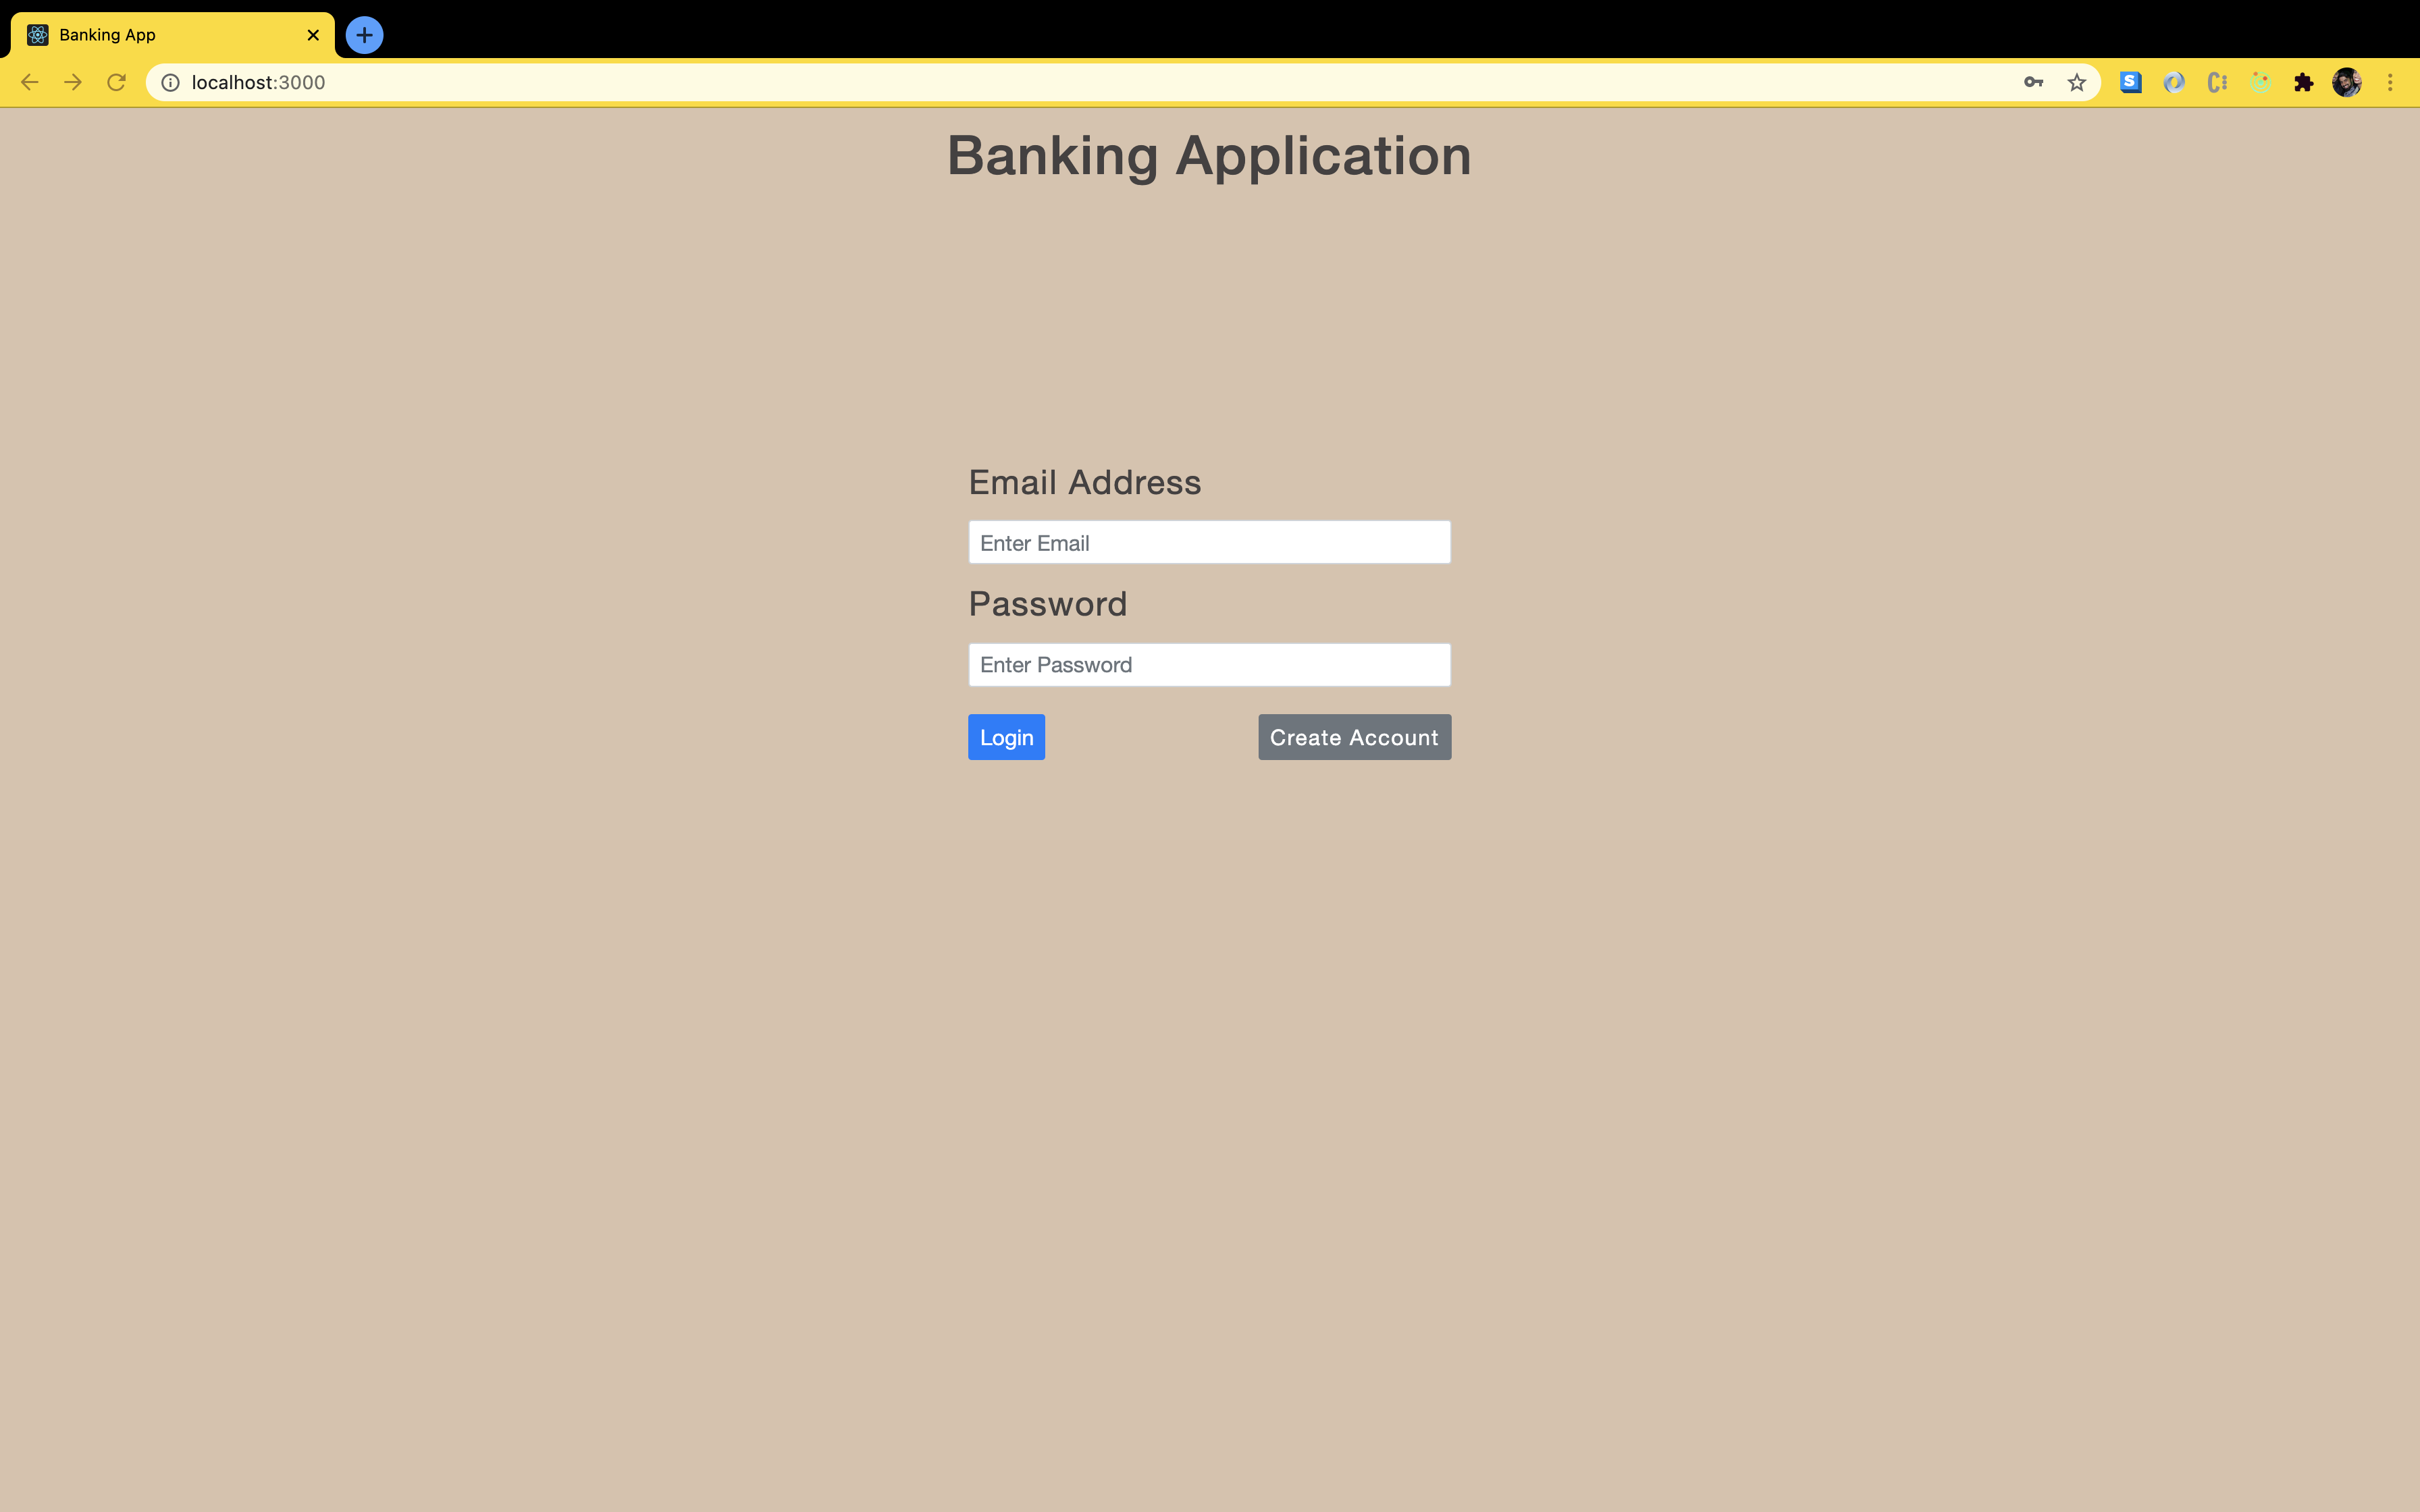 Banking App
localhost:3000
S
C:
Banking Application
Email Address
Enter Email
Password
Enter Password
Login
Create Account